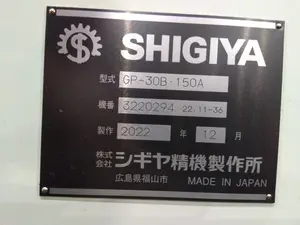 SHIGIYA
型式 GP-30B・150A
機番 3220294 22.11-36
製作 2022 年 12 月
株式会社 シギヤ精機製作所
広島県福山市 MADE IN JAPAN